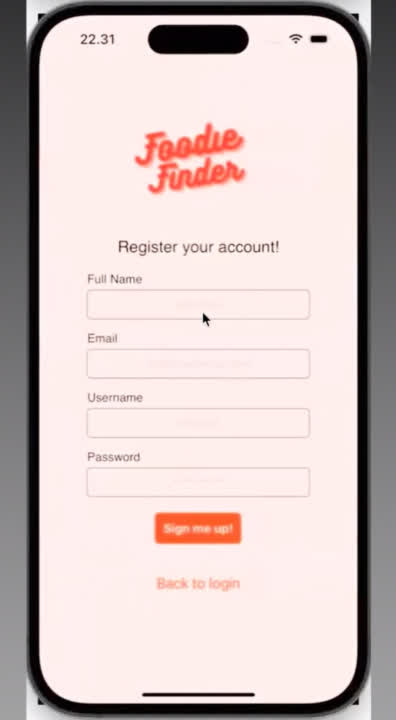 22.31
Foodie
Finder
Register your account!
Full Name
Email
Username
Password
Sign me up!
Back to login